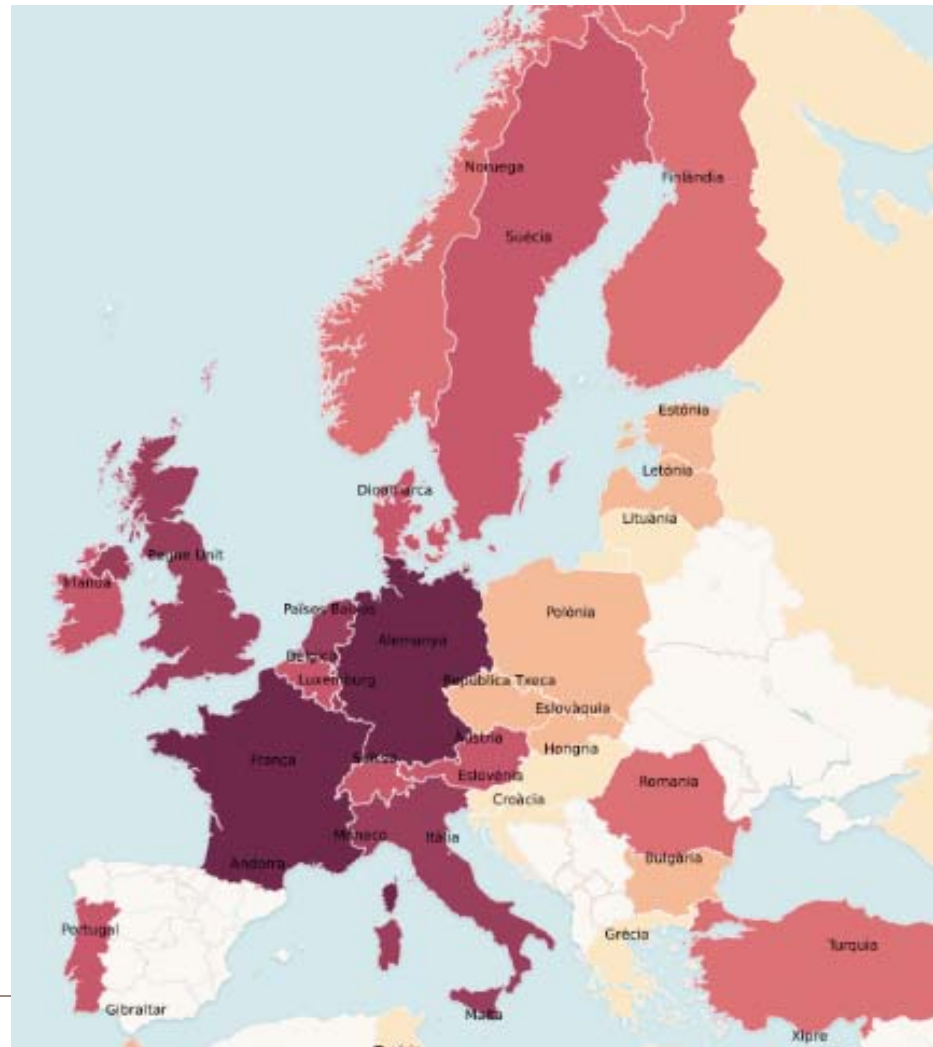 Noruega
Finlàndia
Suècia
Estònia
Letònia
Dinamarca
Lituània
Regne Unit
Irlanda
Països Baixos
Polònia
Alemanya
Bèlgica
Luxemburg
República Txeca
Eslovàquia
Àustria
Hongria
França
Suïssa
Eslovènia
Romania
Croàcia
Mònaco
Itàlia
Andorra
Bulgària
Portugal
Grècia
Turquia
Gibraltar
Malta
Xipre